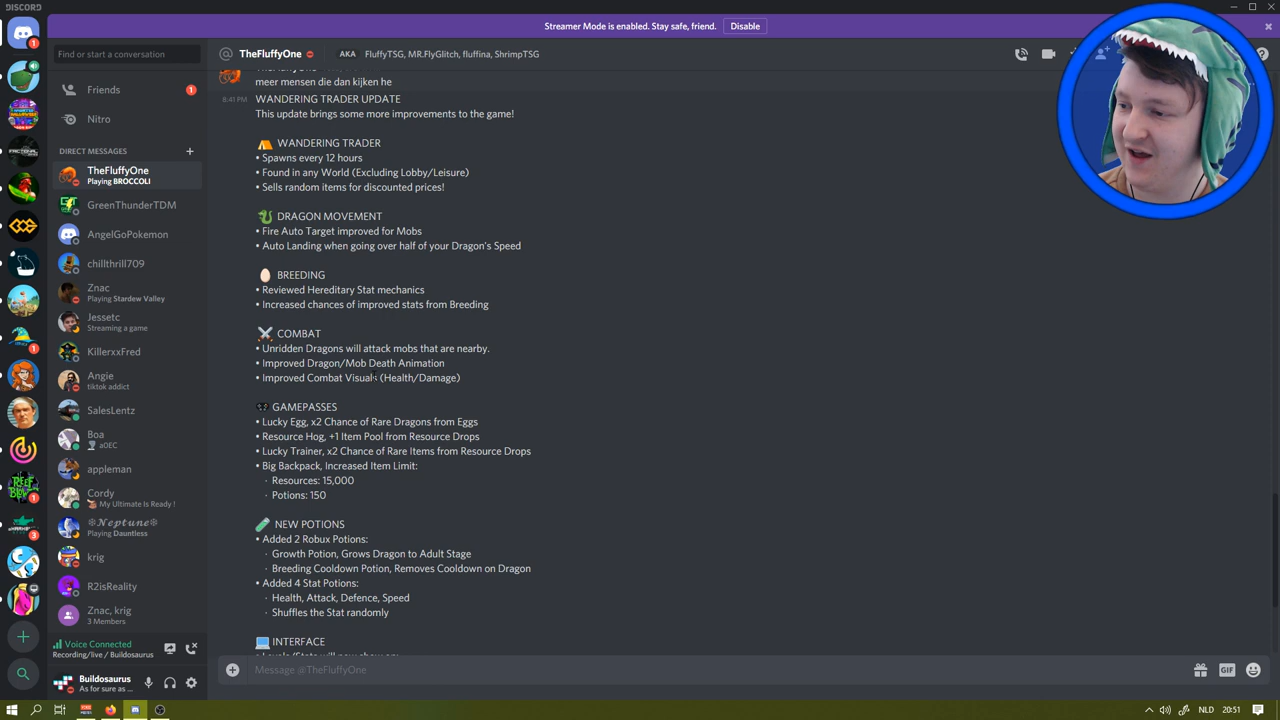 DISCORD
Streamer Mode is enabled. Stay safe, friend. Disable
Find or start a conversation
@ TheFluffyOne AKA FluffyTSG, MR.FlyGlitch, fluffina, ShrimpTSG
Friends 1
Nitro
DIRECT MESSAGES +
TheFluffyOne
Playing BROCCOLI
GreenThunderTDM
AngelGoPokemon
chillthrill709
Znac
Playing Stardew Valley
Jessetc
Streaming a game
KillerxxFred
Angie
tiktok addict
SalesLentz
Boa
aOEC
appleman
Cordy
My Ultimate Is Ready !
❄𝓝𝓮𝓹𝓽𝓾𝓷𝓮❄
Playing Dauntless
krig
R2isReality
Znac, krig
3 Members
Voice Connected
Recording/live / Buildosaurus
Buildosaurus
As for sure as ...
meer mensen die dan kijken he
8:41 PM WANDERING TRADER UPDATE
This update brings some more improvements to the game!
WANDERING TRADER
• Spawns every 12 hours
• Found in any World (Excluding Lobby/Leisure)
• Sells random items for discounted prices!
DRAGON MOVEMENT
• Fire Auto Target improved for Mobs
• Auto Landing when going over half of your Dragon's Speed
BREEDING
• Reviewed Hereditary Stat mechanics
• Increased chances of improved stats from Breeding
COMBAT
• Unridden Dragons will attack mobs that are nearby.
• Improved Dragon/Mob Death Animation
• Improved Combat Visuals (Health/Damage)
GAMEPASSES
• Lucky Egg, x2 Chance of Rare Dragons from Eggs
• Resource Hog, +1 Item Pool from Resource Drops
• Lucky Trainer, x2 Chance of Rare Items from Resource Drops
• Big Backpack, Increased Item Limit:
· Resources: 15,000
· Potions: 150
NEW POTIONS
• Added 2 Robux Potions:
· Growth Potion, Grows Dragon to Adult Stage
· Breeding Cooldown Potion, Removes Cooldown on Dragon
• Added 4 Stat Potions:
· Health, Attack, Defence, Speed
· Shuffles the Stat randomly
INTERFACE
Message @TheFluffyOne
GIF
NLD 20:51